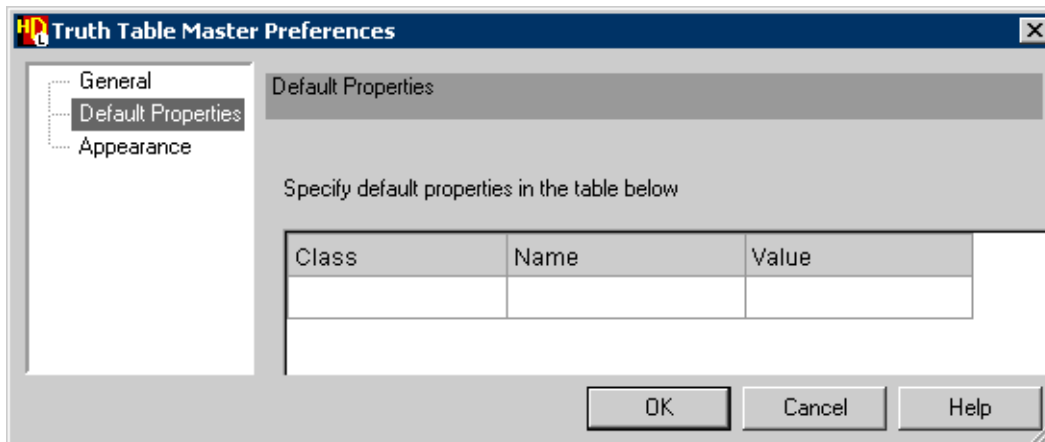 HDL Truth Table Master Preferences
General
Default Properties
Appearance
Default Properties
Specify default properties in the table below
Class Name Value
OK Cancel Help